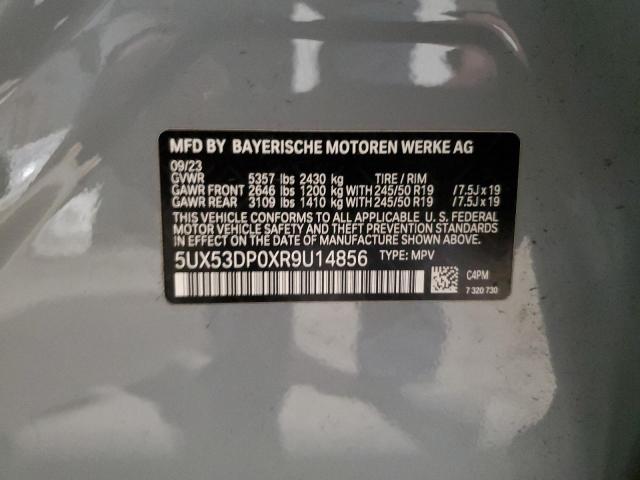 MFD BY BAYERISCHE MOTOREN WERKE AG
09/23
GVWR 5357 lbs 2430 kg TIRE / RIM
GAWR FRONT 2646 lbs 1200 kg WITH 245/50 R19 /7.5J x 19
GAWR REAR 3109 lbs 1410 kg WITH 245/50 R19 /7.5J x 19
THIS VEHICLE CONFORMS TO ALL APPLICABLE U. S. FEDERAL
MOTOR VEHICLE SAFETY AND THEFT PREVENTION STANDARDS
IN EFFECT ON THE DATE OF MANUFACTURE SHOWN ABOVE.
5UX53DP0XR9U14856 TYPE: MPV
C4PM
7 320 730